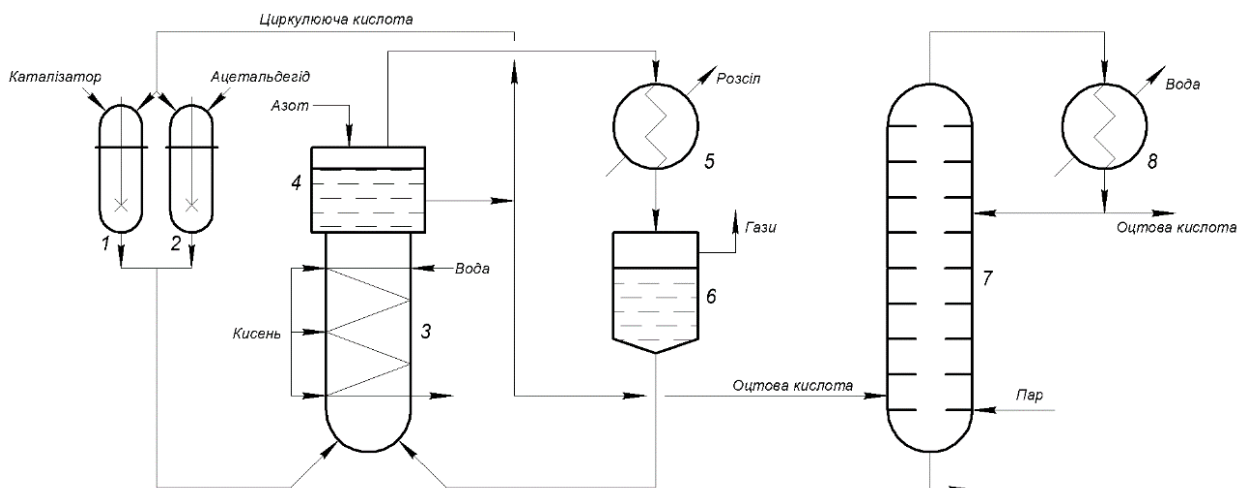 Циркулююча кислота
Каталізатор
Ацетальдегід
Азот
Розсіл
Вода
4
5
8
1
2
Гази
Оцтова кислота
Вода
6
7
Кисень
3
Оцтова кислота
Пар